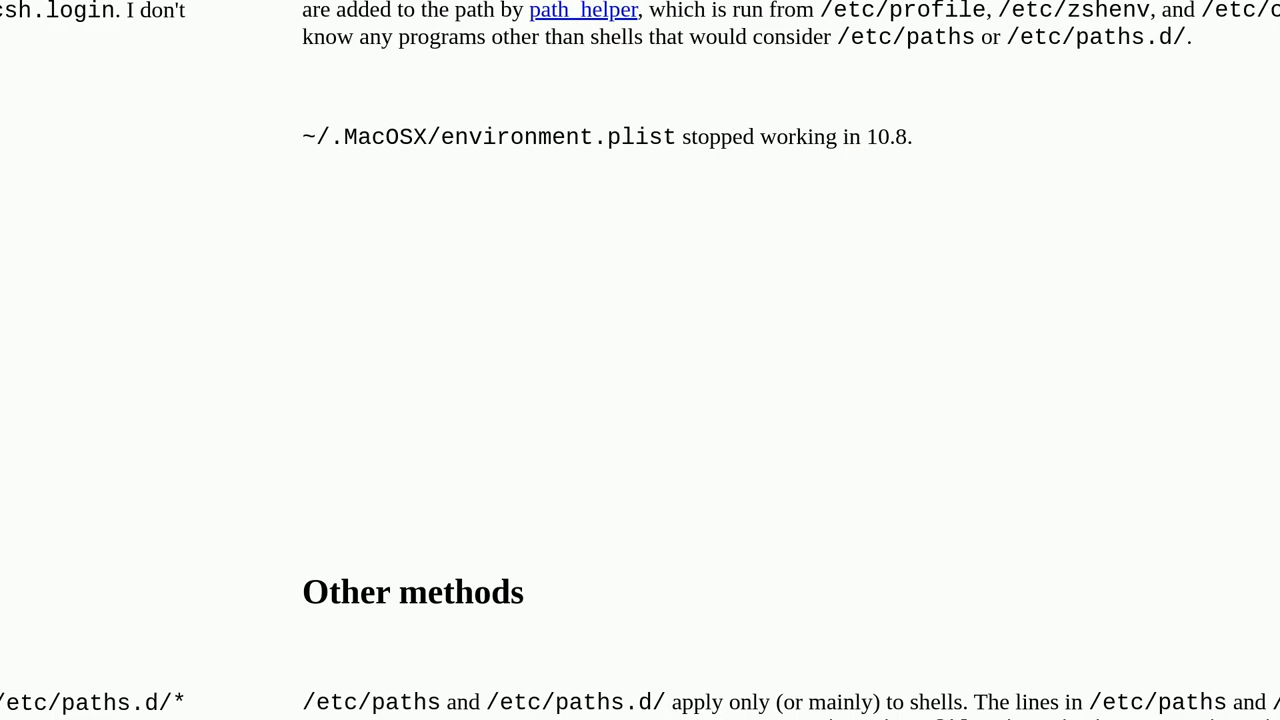 csh.login. I don't
are added to the path by path_helper, which is run from /etc/profile, /etc/zshenv, and /etc/c
know any programs other than shells that would consider /etc/paths or /etc/paths.d/.
~/.MacOSX/environment.plist stopped working in 10.8.
Other methods
/etc/paths.d/*
/etc/paths and /etc/paths.d/ apply only (or mainly) to shells. The lines in /etc/paths and /